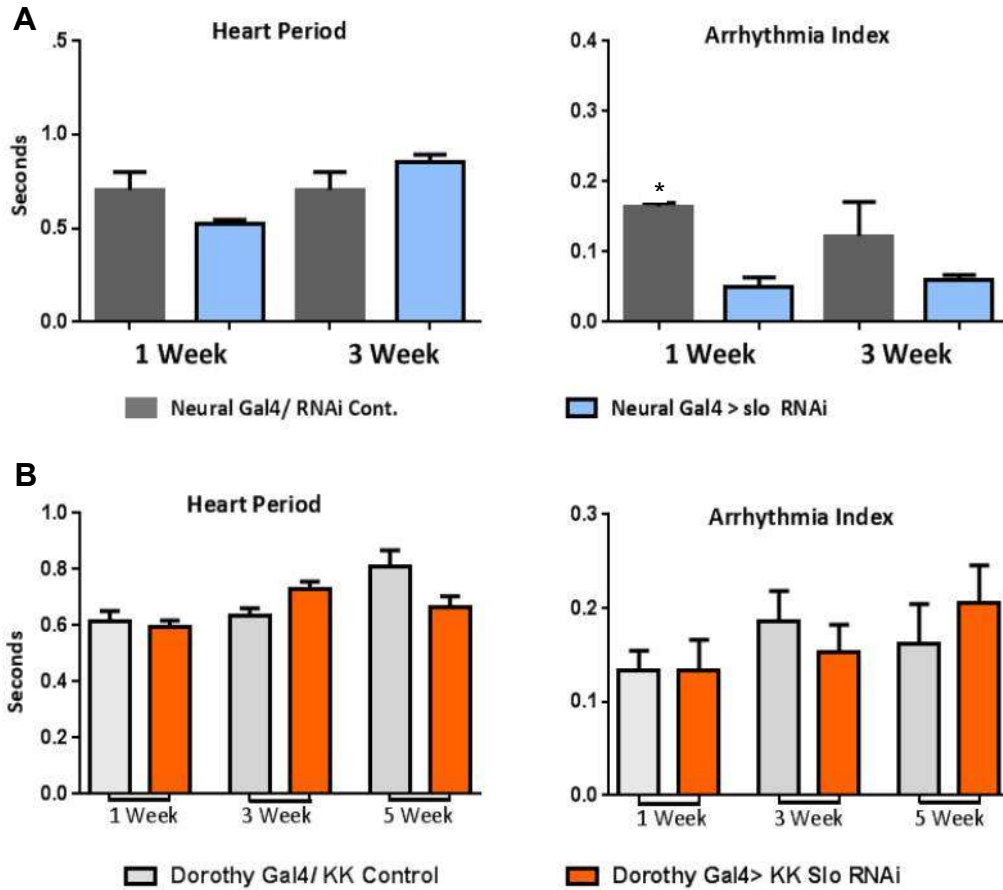 A
Heart Period
.5
1.0
0.5
0.0
Seconds
1 Week 3 Week
Arrhythmia Index
0.4
0.3
0.2
0.1
0.0
*
1 Week 3 Week
Neural Gal4/ RNAi Cont. Neural Gal4 > slo RNAi
B
Heart Period
1.0
0.8
0.6
0.4
0.2
0.0
Seconds
1 Week 3 Week 5 Week
Arrhythmia Index
0.3
0.2
0.1
0.0
1 Week 3 Week 5 Week
Dorothy Gal4/ KK Control Dorothy Gal4> KK Slo RNAi